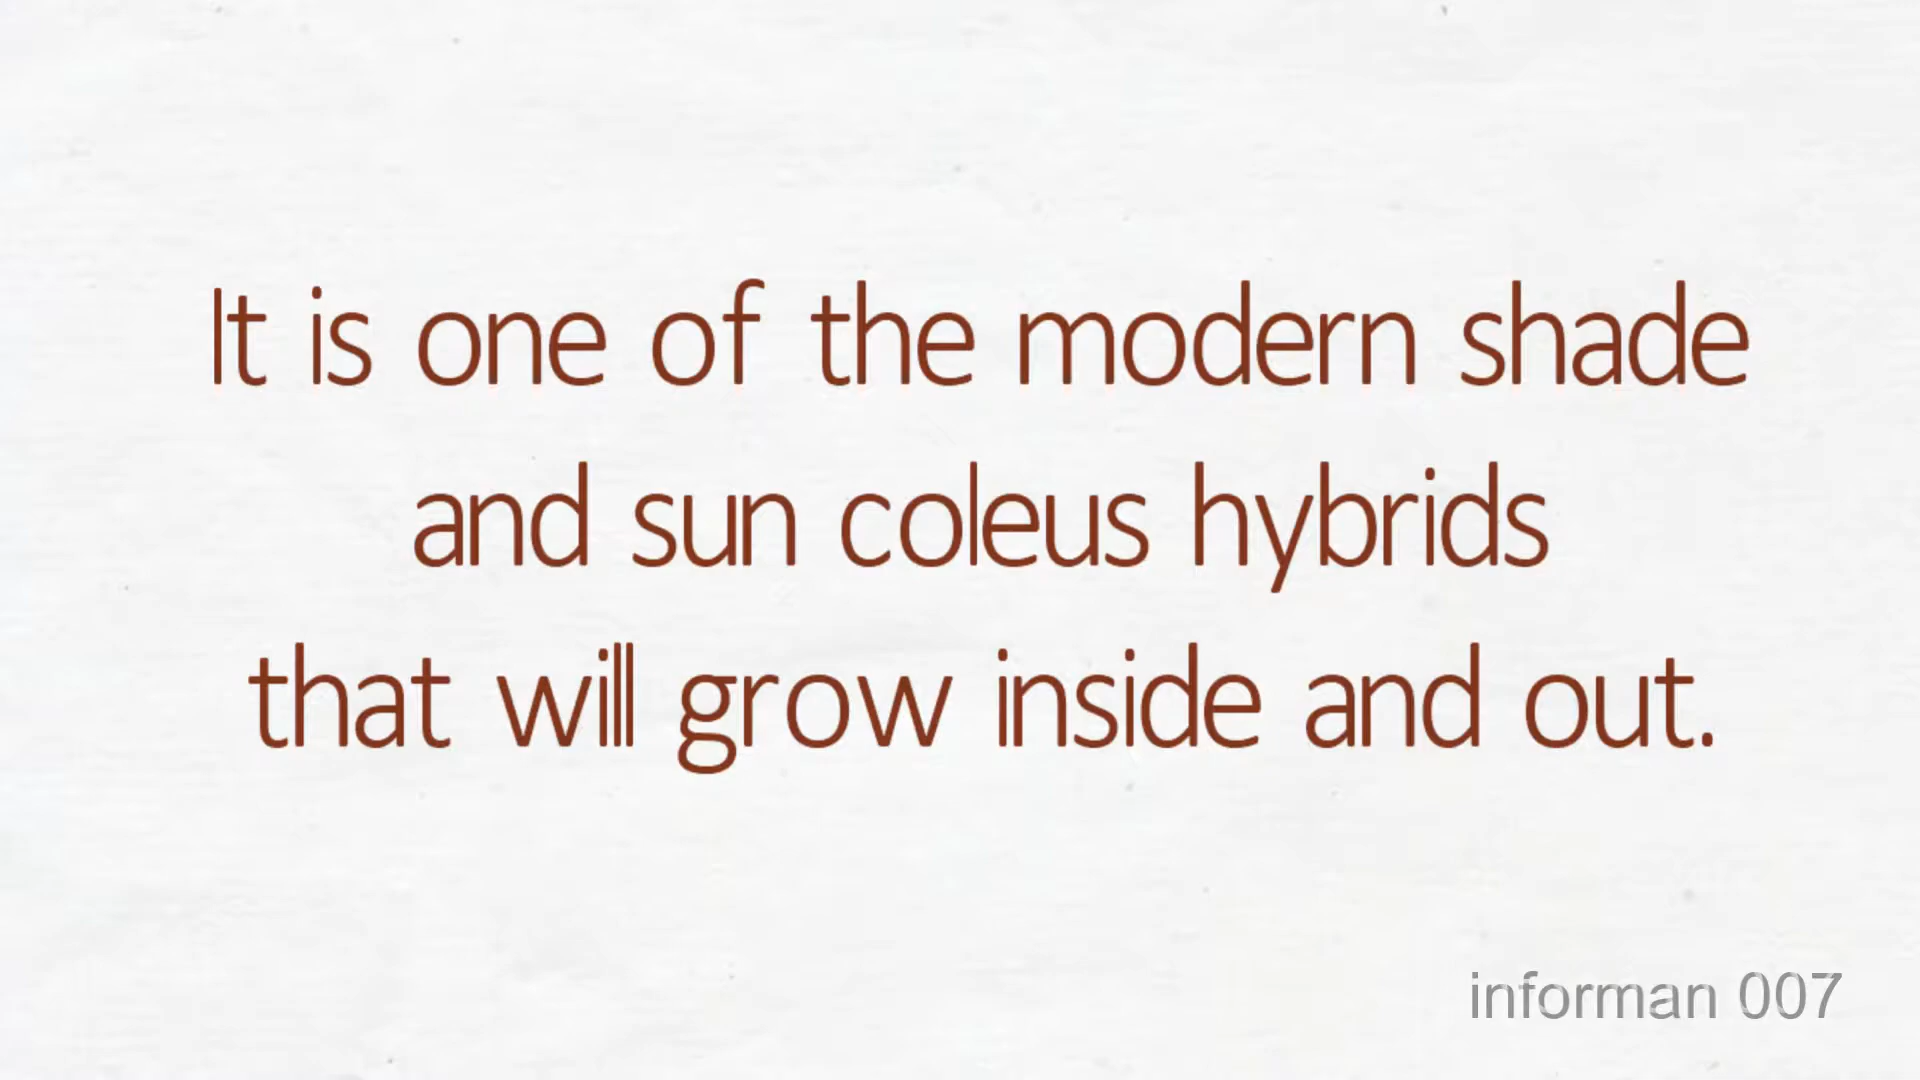 It is one of the modern shade
and sun coleus hybrids
that will grow inside and out.
informan 007